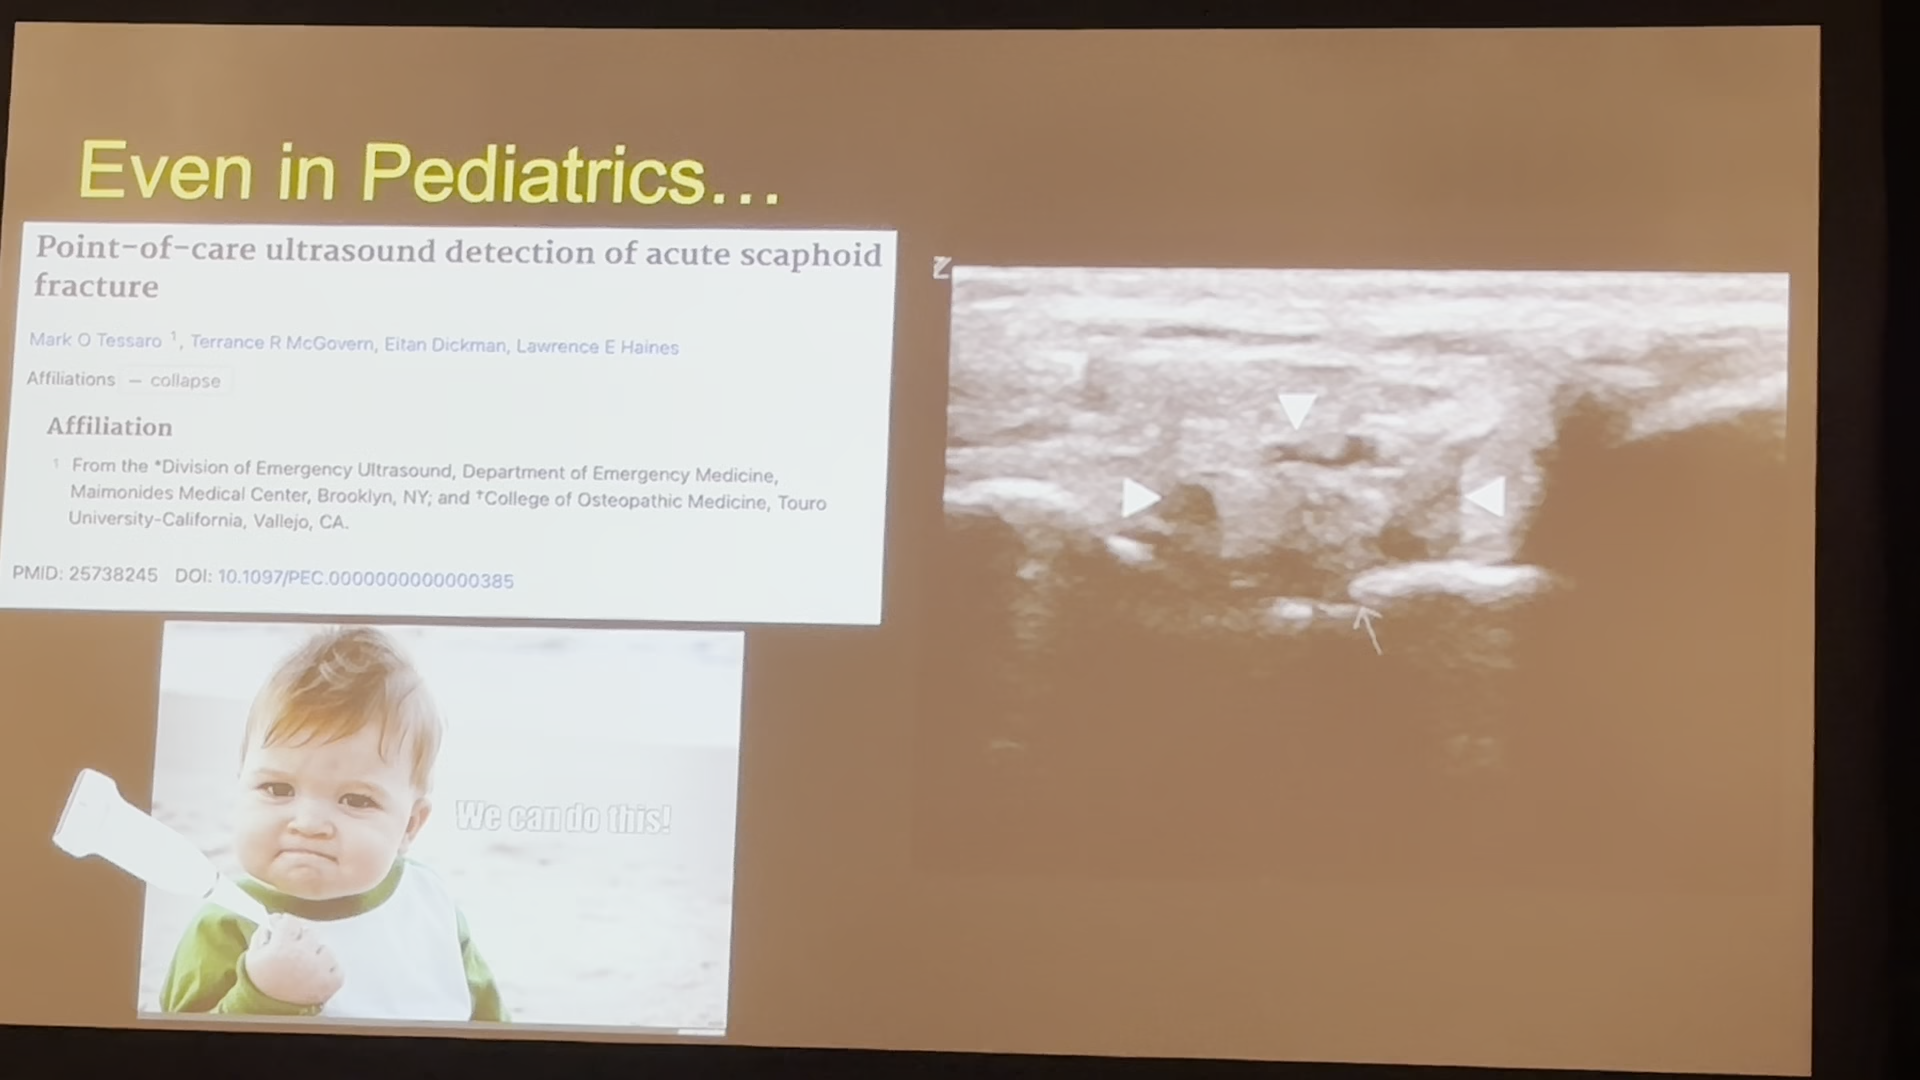 Even in Pediatrics...
Point-of-care ultrasound detection of acute scaphoid
fracture
Mark O Tessaro 1, Terrance R McGovern, Eitan Dickman, Lawrence E Haines
Affiliations – collapse
Affiliation
1 From the *Division of Emergency Ultrasound, Department of Emergency Medicine,
Maimonides Medical Center, Brooklyn, NY; and †College of Osteopathic Medicine, Touro
University-California, Vallejo, CA.
PMID: 25738245 DOI: 10.1097/PEC.0000000000000385
We can do this!
Z